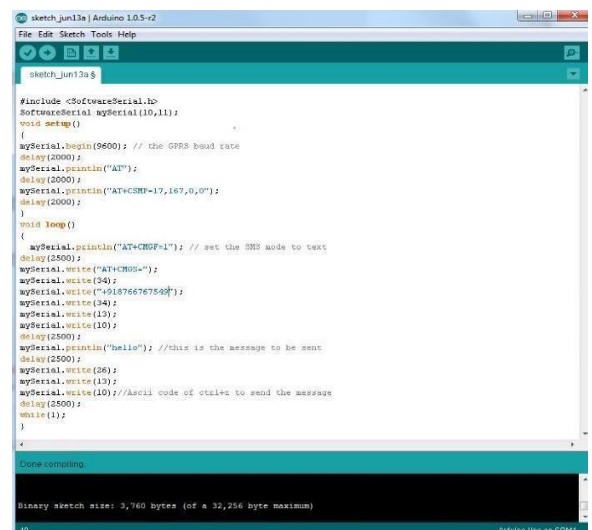 sketch_jun13a | Arduino 1.0.5-r2
File Edit Sketch Tools Help
sketch_jun13a §
#include <SoftwareSerial.h>
SoftwareSerial mySerial(10,11);
void setup()
{
mySerial.begin(9600); // the GPRS baud rate
delay(2000);
mySerial.println("AT");
delay(2000);
mySerial.println("AT+CSMP=17,167,0,0");
delay(2000);
}
void loop()
{
mySerial.println("AT+CMGF=1"); // set the SMS mode to text
delay(2500);
mySerial.write("AT+CMGS=");
mySerial.write(34);
mySerial.write("+918766767549");
mySerial.write(34);
mySerial.write(13);
mySerial.write(10);
delay(2500);
mySerial.println("hello"); //this is the message to be sent
delay(2500);
mySerial.write(26);
mySerial.write(13);
mySerial.write(10);//Ascii code of ctrl+z to send the message
delay(2500);
while(1);
}
Done compiling.
Binary sketch size: 3,760 bytes (of a 32,256 byte maximum)
Arduino Uno on COM1